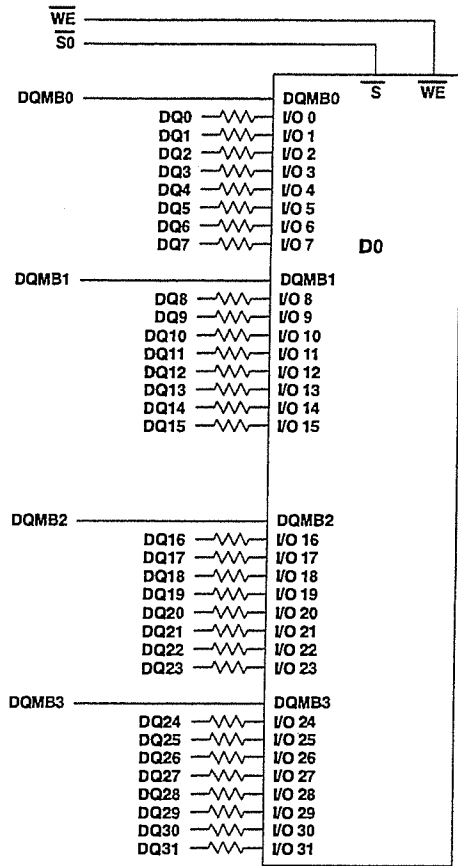 WE
S0
S WE
DQMB0 DQMB0
DQ0 I/O 0
DQ1 I/O 1
DQ2 I/O 2
DQ3 I/O 3
DQ4 I/O 4
DQ5 I/O 5
DQ6 I/O 6
DQ7 I/O 7
D0
DQMB1 DQMB1
DQ8 I/O 8
DQ9 I/O 9
DQ10 I/O 10
DQ11 I/O 11
DQ12 I/O 12
DQ13 I/O 13
DQ14 I/O 14
DQ15 I/O 15
DQMB2 DQMB2
DQ16 I/O 16
DQ17 I/O 17
DQ18 I/O 18
DQ19 I/O 19
DQ20 I/O 20
DQ21 I/O 21
DQ22 I/O 22
DQ23 I/O 23
DQMB3 DQMB3
DQ24 I/O 24
DQ25 I/O 25
DQ26 I/O 26
DQ27 I/O 27
DQ28 I/O 28
DQ29 I/O 29
DQ30 I/O 30
DQ31 I/O 31